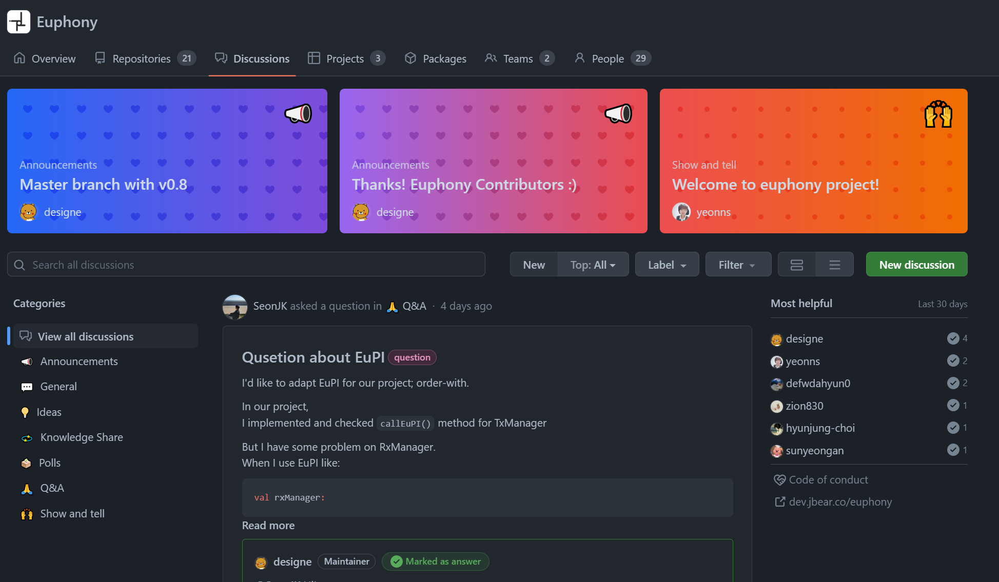 Euphony
Overview
Repositories 21
Discussions
Projects 3
Packages
Teams 2
People 29
Announcements
Master branch with v0.8
designe
Announcements
Thanks! Euphony Contributors :)
designe
Show and tell
Welcome to euphony project!
yeonns
Search all discussions
New
Top: All
Label
Filter
New discussion
Categories
View all discussions
Announcements
General
Ideas
Knowledge Share
Polls
Q&A
Show and tell
SeonJK asked a question in Q&A · 4 days ago
Qusetion about EuPI question
I'd like to adapt EuPI for our project; order-with.
In our project,
I implemented and checked callEuPI() method for TxManager
But I have some problem on RxManager.
When I use EuPI like:
val rxManager:
Read more
designe Maintainer Marked as answer
Most helpful
Last 30 days
designe 4
yeonns 2
defwdahyun0 2
zion830 1
hyunjung-choi 1
sunyeongan 1
Code of conduct
dev.jbear.co/euphony